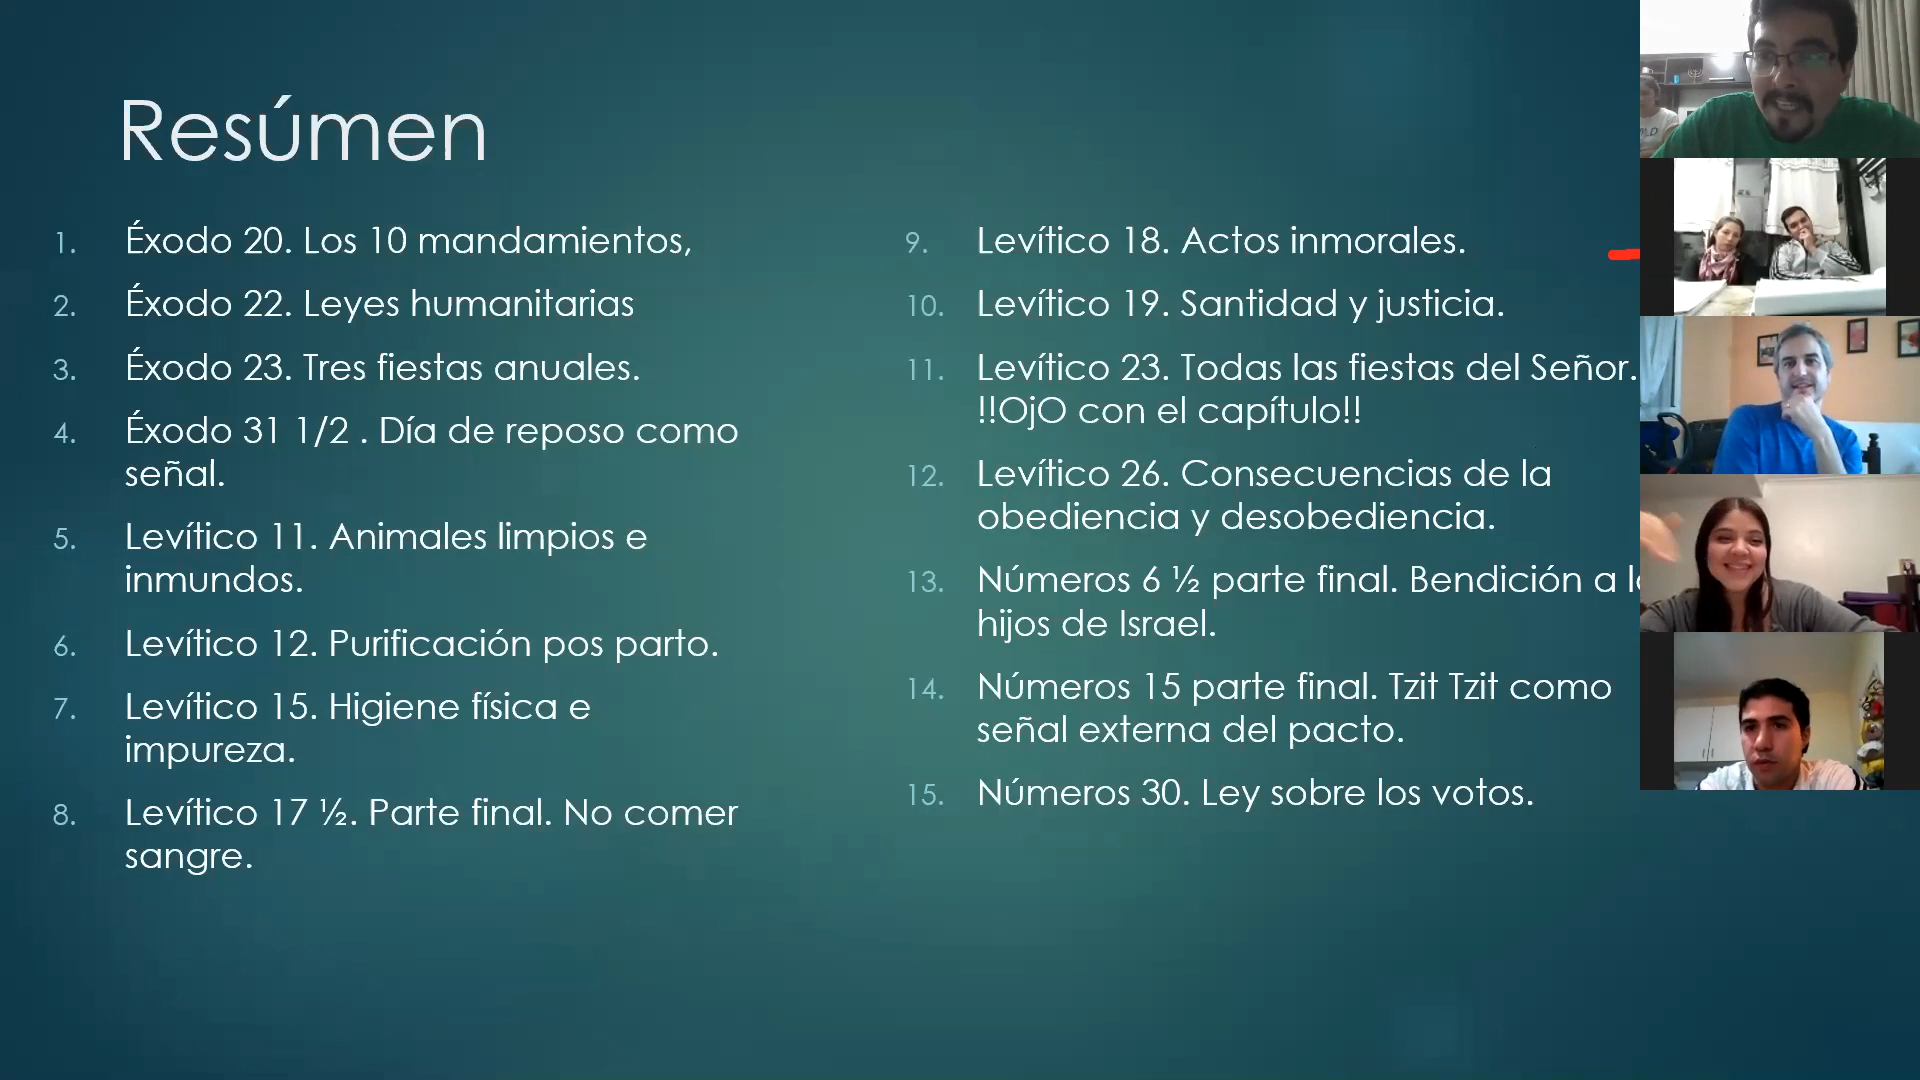 Resúmen
1. Éxodo 20. Los 10 mandamientos,
2. Éxodo 22. Leyes humanitarias
3. Éxodo 23. Tres fiestas anuales.
4. Éxodo 31 1/2 . Día de reposo como
señal.
5. Levítico 11. Animales limpios e
inmundos.
6. Levítico 12. Purificación pos parto.
7. Levítico 15. Higiene física e
impureza.
8. Levítico 17 ½. Parte final. No comer
sangre.
9. Levítico 18. Actos inmorales.
10. Levítico 19. Santidad y justicia.
11. Levítico 23. Todas las fiestas del Señor.
!!OjO con el capítulo!!
12. Levítico 26. Consecuencias de la
obediencia y desobediencia.
13. Números 6 ½ parte final. Bendición a
hijos de Israel.
14. Números 15 parte final. Tzit Tzit como
señal externa del pacto.
15. Números 30. Ley sobre los votos.